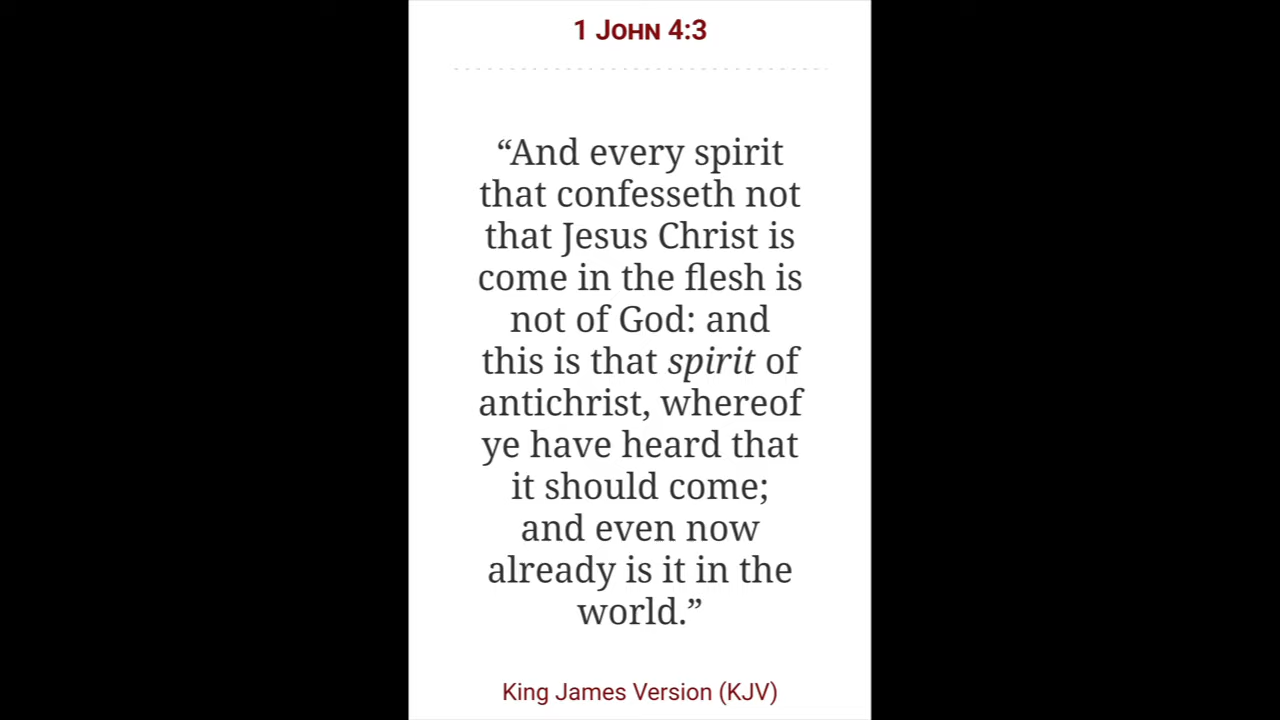 1 John 4:3
“And every spirit
that confesseth not
that Jesus Christ is
come in the flesh is
not of God: and
this is that spirit of
antichrist, whereof
ye have heard that
it should come;
and even now
already is it in the
world.”
King James Version (KJV)